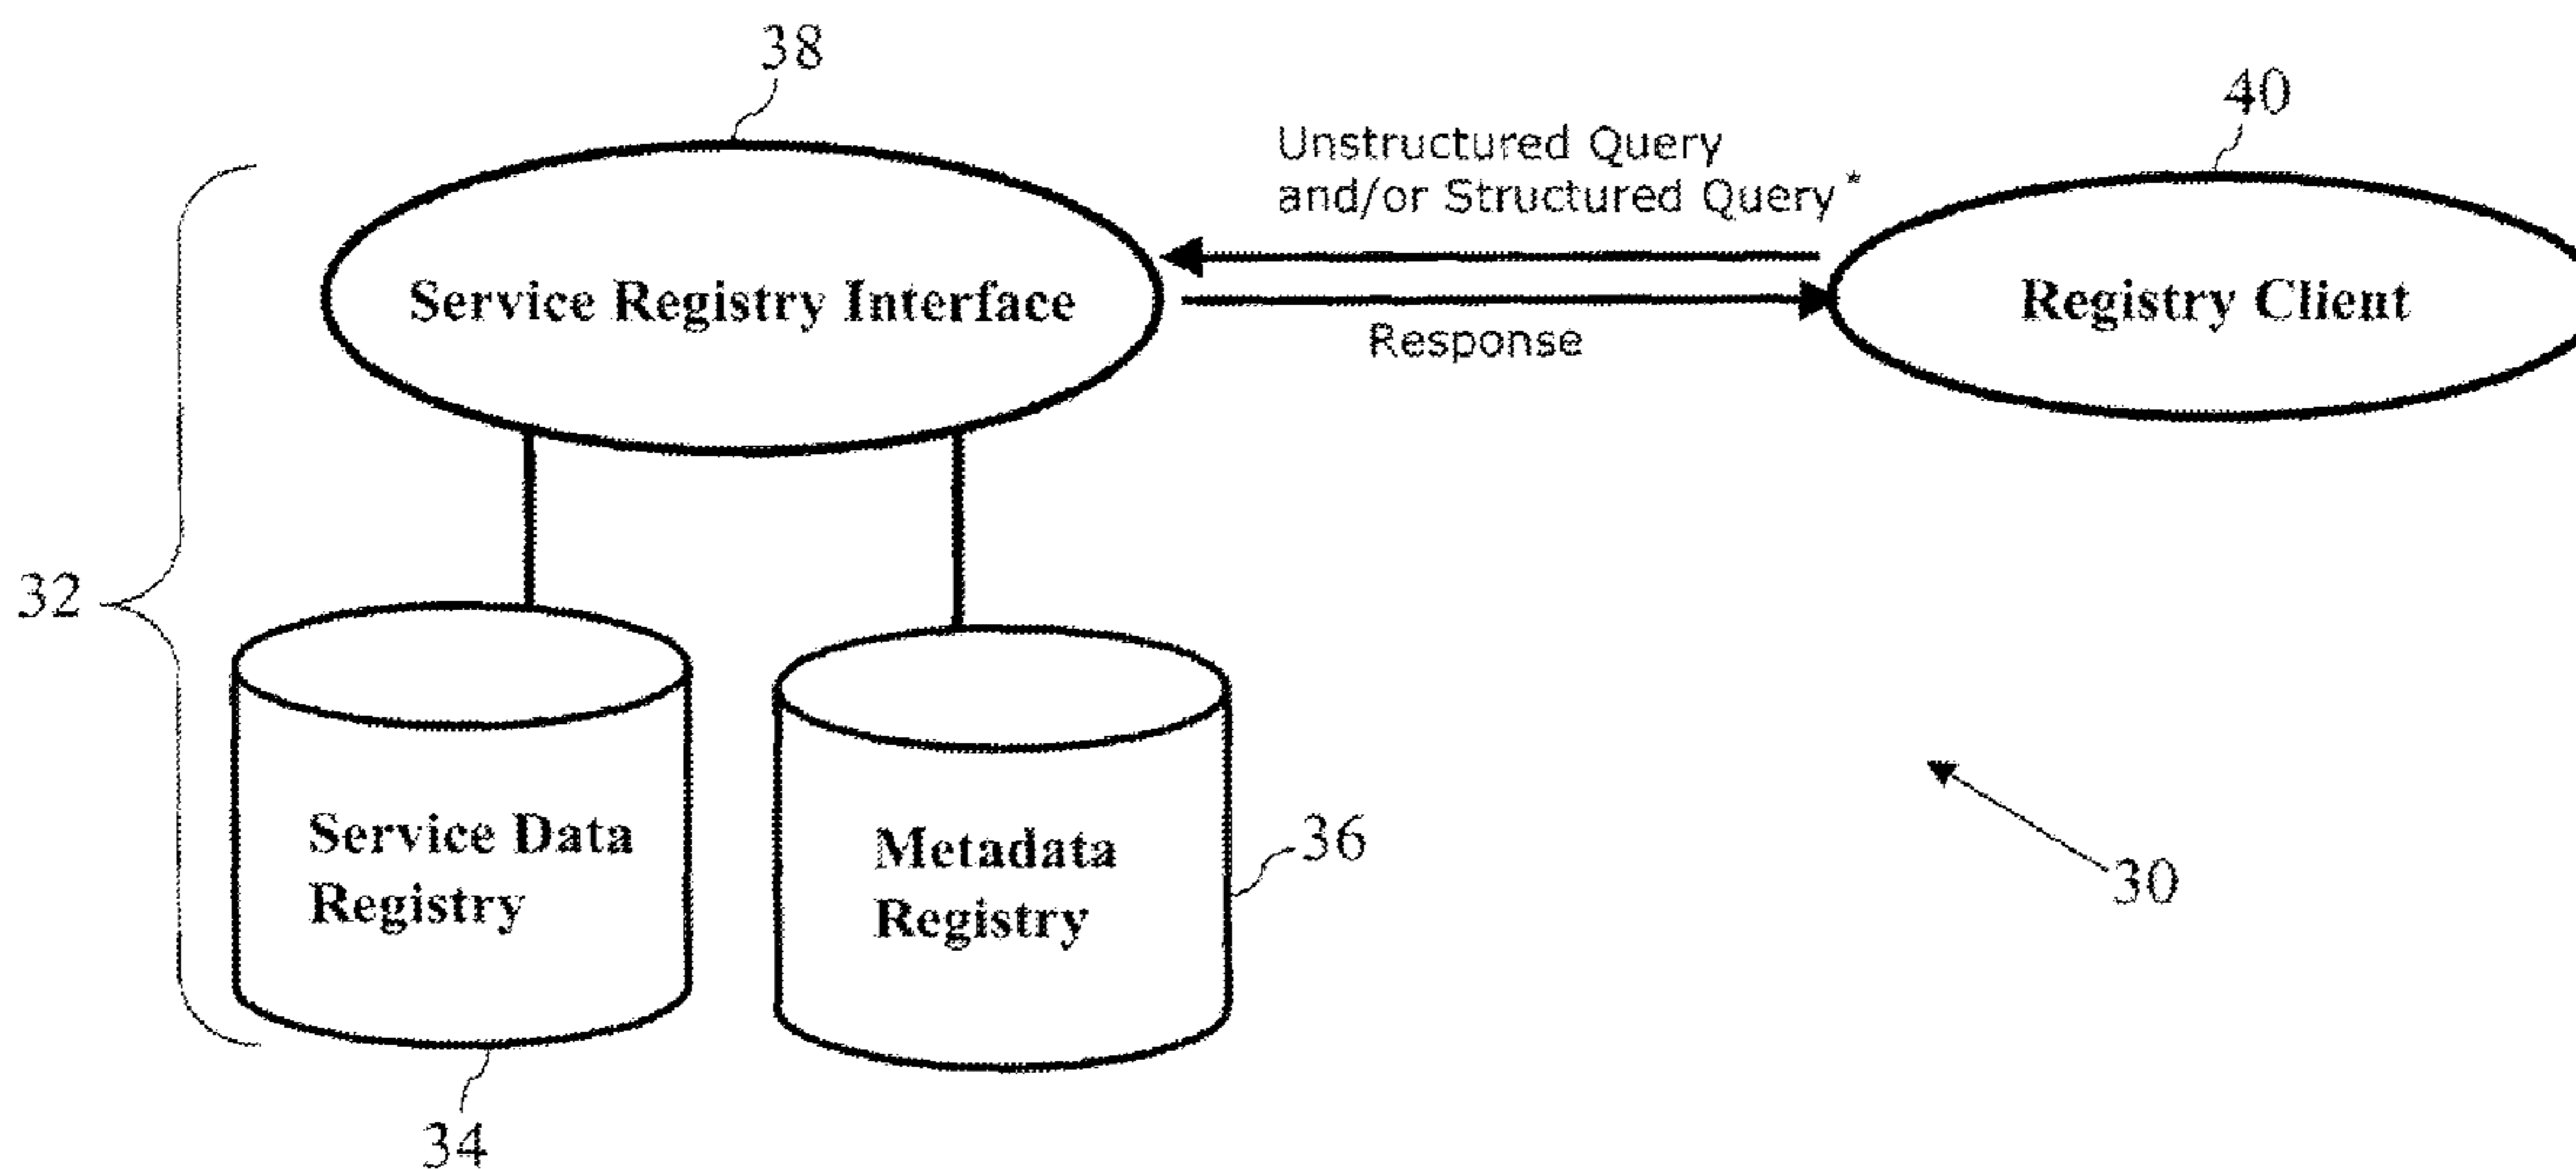 38
40
Unstructured Query
and/or Structured Query*
Service Registry Interface
Registry Client
Response
32
Service Data
Registry
Metadata
Registry
36
30
34